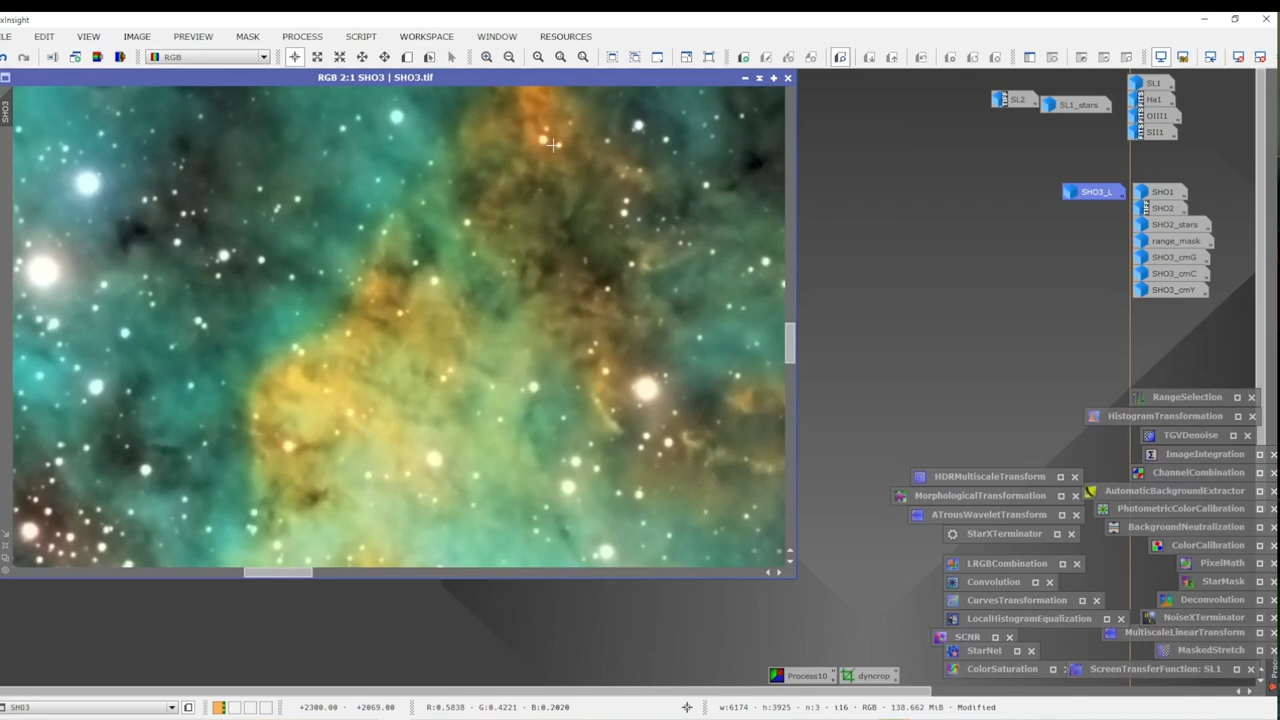 xInsight
LE EDIT VIEW IMAGE PREVIEW MASK PROCESS SCRIPT WORKSPACE WINDOW RESOURCES
RGB
RGB 2:1 SHO3 | SHO3.tif
SHO3
SL2
SL1_stars
SL1
Ha1
OIII1
SII1
SHO3_L
SHO1
SHO2
SHO2_stars
range_mask
SHO3_cmG
SHO3_cmC
SHO3_cmY
RangeSelection
HistogramTransformation
TGVDenoise
ImageIntegration
HDRMultiscaleTransform
ChannelCombination
MorphologicalTransformation
AutomaticBackgroundExtractor
ATrousWaveletTransform
PhotometricColorCalibration
StarXTerminator
BackgroundNeutralization
ColorCalibration
LRGBCombination
PixelMath
Convolution
StarMask
CurvesTransformation
Deconvolution
LocalHistogramEqualization
NoiseXTerminator
SCNR
MultiscaleLinearTransform
StarNet
MaskedStretch
ColorSaturation
ScreenTransferFunction: SL1
Process10
dyncrop
Proc
SHO3 +2300.00 +2069.00 R:0.5838 G:0.4221 B:0.2020 w:6174 · h:3925 · n:3 · i16 · RGB · 138.662 MiB · Modified